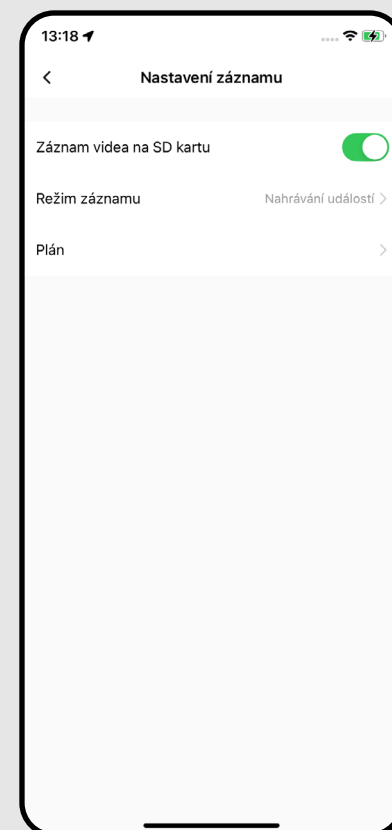 13:18
Nastavení záznamu
Záznam videa na SD kartu
Režim záznamu
Nahrávání událostí
Plán